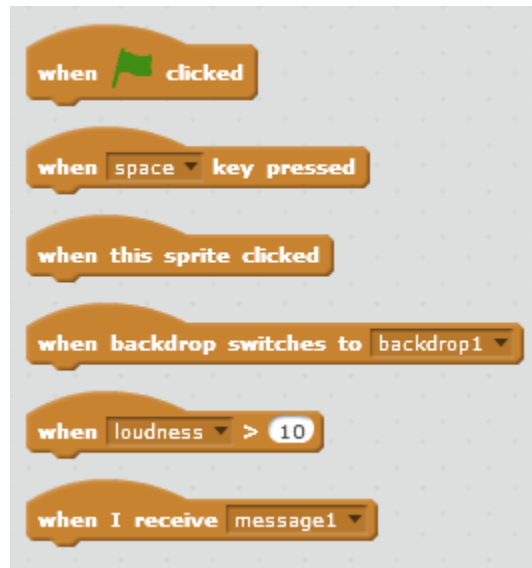 when clicked
when space key pressed
when this sprite clicked
when backdrop switches to backdrop1
when loudness > 10
when I receive message1